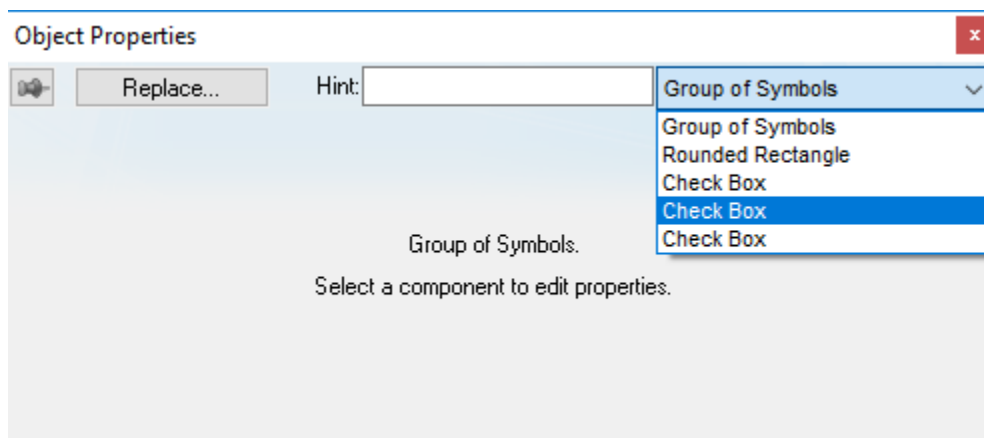 Object Properties
x
Replace... Hint: Group of Symbols
Group of Symbols
Rounded Rectangle
Check Box
Check Box
Check Box
Group of Symbols.
Select a component to edit properties.